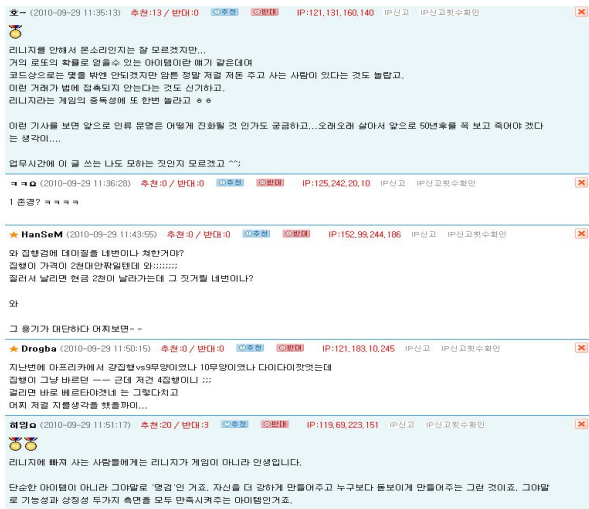 호~ (2010-09-29 11:35:13) 추천:13 / 반대:0 추천 반대 IP:121,131,160,140 IP신고 IP신고횟수확인
리니지를 안해서 몬소리인지는 잘 모르겠지만...
거의 로또의 확률로 얻을수 있는 아이템이란 얘기 같은데여
코드상으로는 몇줄 밖엔 안되겠지만 암튼 정말 저걸 저돈 주고 사는 사람이 있다는 것도 놀랍고,
이런 거래가 법에 접촉되지 안는다는 것도 신기하고,
리니지라는 게임의 중독성에 또 한번 놀라고 ㅎㅎ
이런 기사를 보면 앞으로 인류 문명은 어떻게 진화될 것 인가도 궁금하고...오래오래 살아서 앞으로 50년후를 꼭 보고 죽어야 겠다
는 생각이....
업무시간에 이 글 쓰는 나도 모하는 짓인지 모르겠고 ^^;
(2010-09-29 11:36:28) 추천:0 / 반대:0 추천 반대 IP:125,242,20,10 IP신고 IP신고횟수확인
1 존경? ㅋㅋㅋㅋ
HanSeM (2010-09-29 11:43:55) 추천:0 / 반대:0 추천 반대 IP:152,99,244,186 IP신고 IP신고횟수확인
와 집행검에 데이질을 네번이나 쳐한거야?
집행이 가격이 2천대안팎일텐데 와;;;;;;;;
질러서 날리면 현금 2천이 날라가는데 그 짓거릴 네번이나?
와
그 용기가 대단하다 어찌보면- -
Drogba (2010-09-29 11:50:15) 추천:0 / 반대:0 추천 반대 IP:121,183,10,245 IP신고 IP신고횟수확인
지난번에 아프리카에서 걍집행vs9무양이였나 10무양이였나 다이다이깟엇는데
집행이 그냥 바르던 ㅡㅡ 근데 저건 4집행이니 ;;;
걸리면 바로 베르타야겟네 는 그렇다치고
어찌 저걸 지를생각을 했을까이...
(2010-09-29 11:51:17) 추천:20 / 반대:3 추천 반대 IP:119,69,223,151 IP신고 IP신고횟수확인
리니지에 빠져 사는 사람들에게는 리니지가 게임이 아니라 인생입니다.
단순한 아이템이 아니라 그야말로 '명검'인 거죠. 자신을 더 강하게 만들어주고 누구보다 돋보이게 만들어주는 그런 것이죠. 그야말
로 기능성과 상징성 두가지 측면을 모두 만족시켜주는 아이템인거죠.